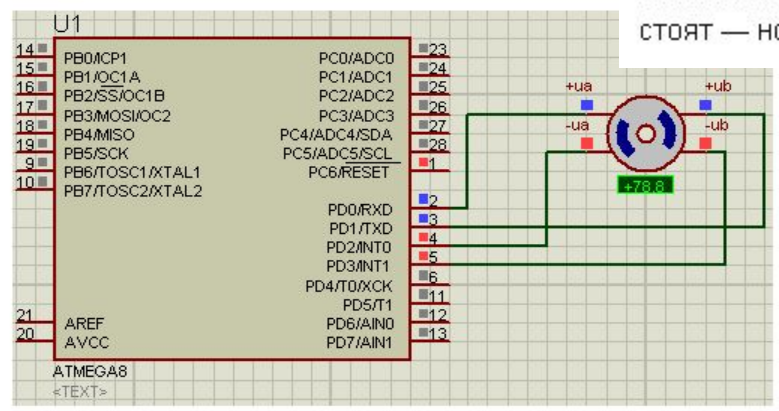 СТОЯТ — НО
U1
14 PB0/ICP1 PC0/ADC0 23
15 PB1/OC1A PC1/ADC1 24
16 PB2/SS/OC1B PC2/ADC2 25
17 PB3/MOSI/OC2 PC3/ADC3 26
18 PB4/MISO PC4/ADC4/SDA 27
19 PB5/SCK PC5/ADC5/SCL 28
9 PB6/TOSC1/XTAL1 PC6/RESET 1
10 PB7/TOSC2/XTAL2
PD0/RXD 2
PD1/TXD 3
PD2/INT0 4
PD3/INT1 5
PD4/T0/XCK 6
PD5/T1 11
21 AREF PD6/AIN0 12
20 AVCC PD7/AIN1 13
ATMEGA8
<TEXT>
+ua +ub
-ua -ub
+78.8